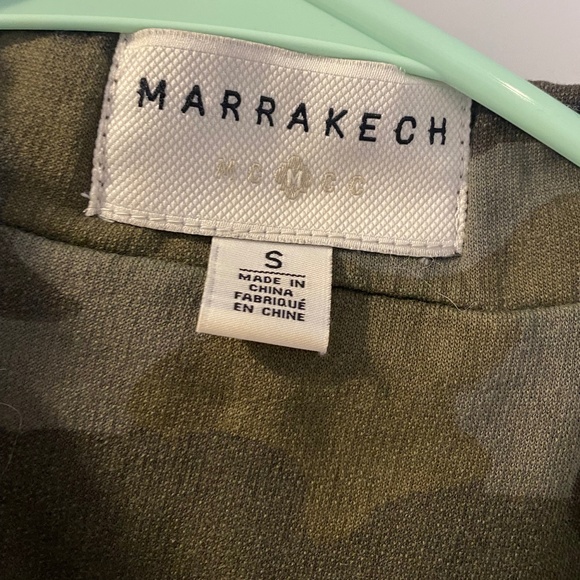 MARRAKECH
S
MADE IN
CHINA
FABRIQUÉ
EN CHINE